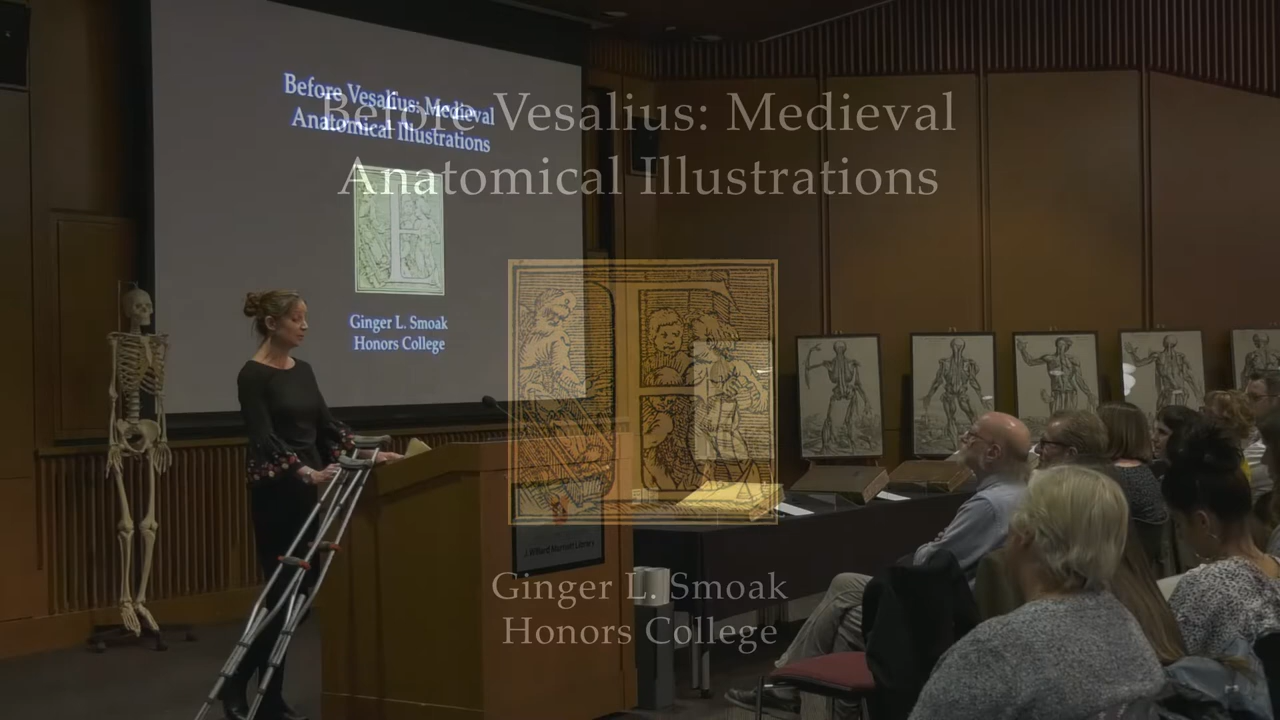 Before Vesalius: Medieval
Anatomical Illustrations
Ginger L. Smoak
Honors College
Before Vesalius: Medieval
Anatomical Illustrations
Ginger L. Smoak
Honors College
J. Willard Marriott Library